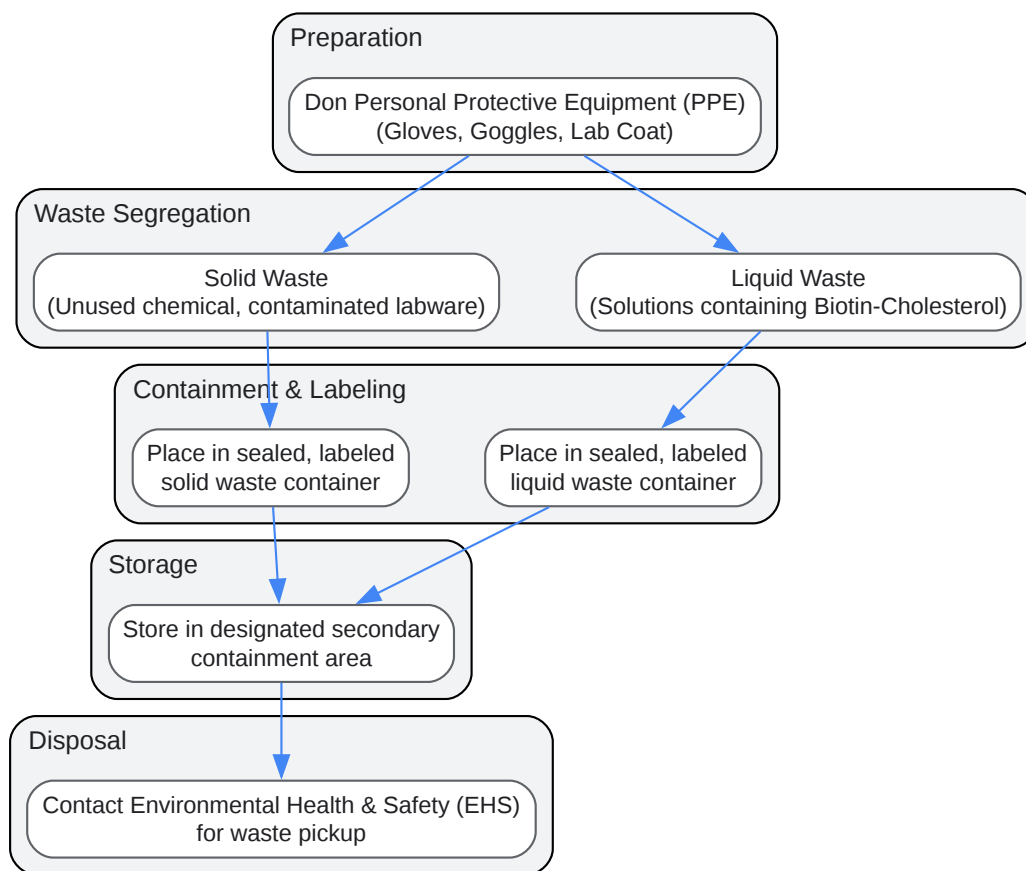 Preparation
Don Personal Protective Equipment (PPE)
(Gloves, Goggles, Lab Coat)
Waste Segregation
Solid Waste
(Unused chemical, contaminated labware)
Liquid Waste
(Solutions containing Biotin-Cholesterol)
Containment & Labeling
Place in sealed, labeled
solid waste container
Place in sealed, labeled
liquid waste container
Storage
Store in designated secondary
containment area
Disposal
Contact Environmental Health & Safety (EHS)
for waste pickup